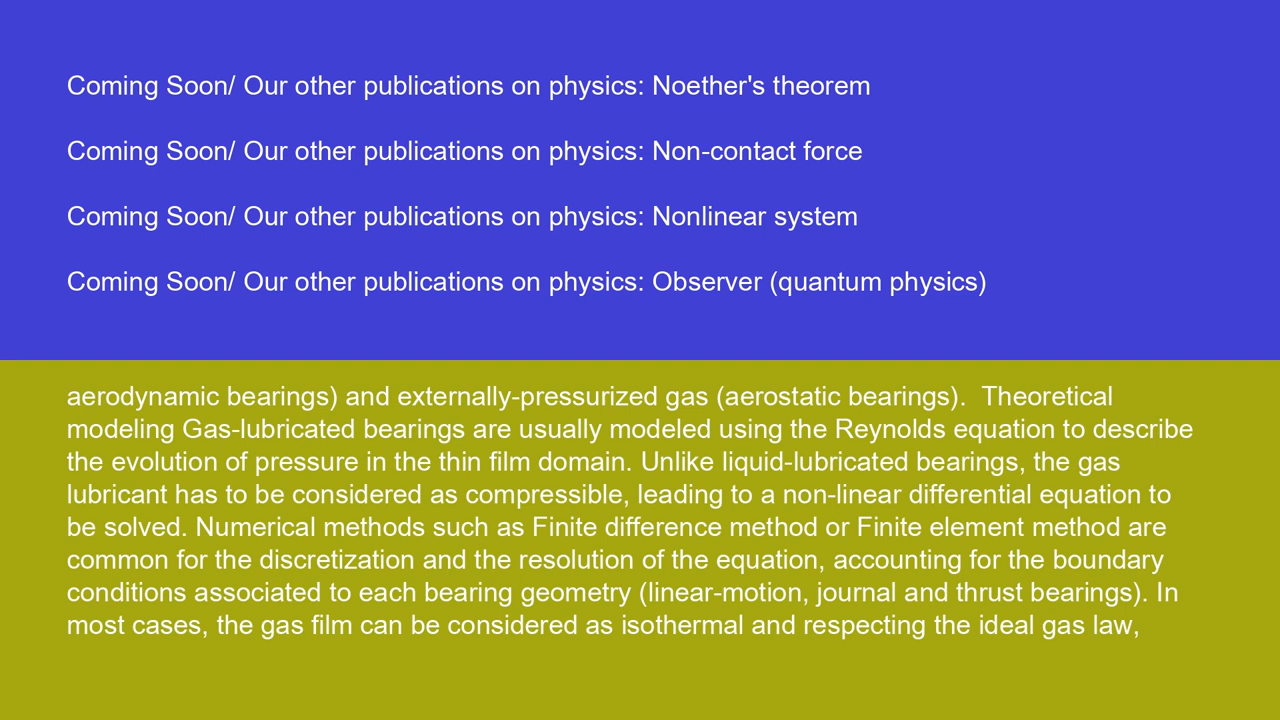 Coming Soon/ Our other publications on physics: Noether's theorem
Coming Soon/ Our other publications on physics: Non-contact force
Coming Soon/ Our other publications on physics: Nonlinear system
Coming Soon/ Our other publications on physics: Observer (quantum physics)
aerodynamic bearings) and externally-pressurized gas (aerostatic bearings).  Theoretical
modeling Gas-lubricated bearings are usually modeled using the Reynolds equation to describe
the evolution of pressure in the thin film domain. Unlike liquid-lubricated bearings, the gas
lubricant has to be considered as compressible, leading to a non-linear differential equation to
be solved. Numerical methods such as Finite difference method or Finite element method are
common for the discretization and the resolution of the equation, accounting for the boundary
conditions associated to each bearing geometry (linear-motion, journal and thrust bearings). In
most cases, the gas film can be considered as isothermal and respecting the ideal gas law,